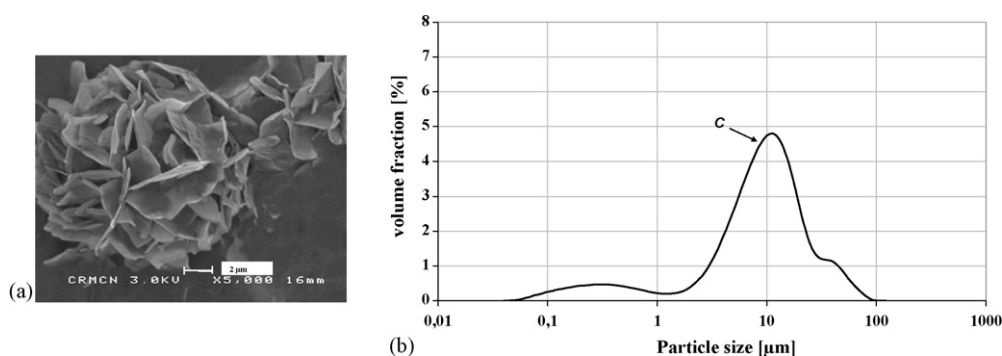 2 µm
CRMCN 3.0KV X5,000 16mm
(a)
volume fraction [%]
8
7
6
5
4
3
2
1
0
C
0,01 0,1 1 10 100 1000
Particle size [µm]
(b)